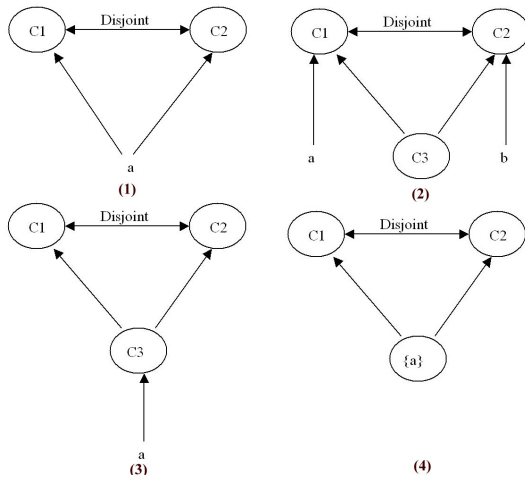 C1 Disjoint C2
a
(1)
C1 Disjoint C2
a C3 b
(2)
C1 Disjoint C2
C3
a
(3)
C1 Disjoint C2
{a}
(4)